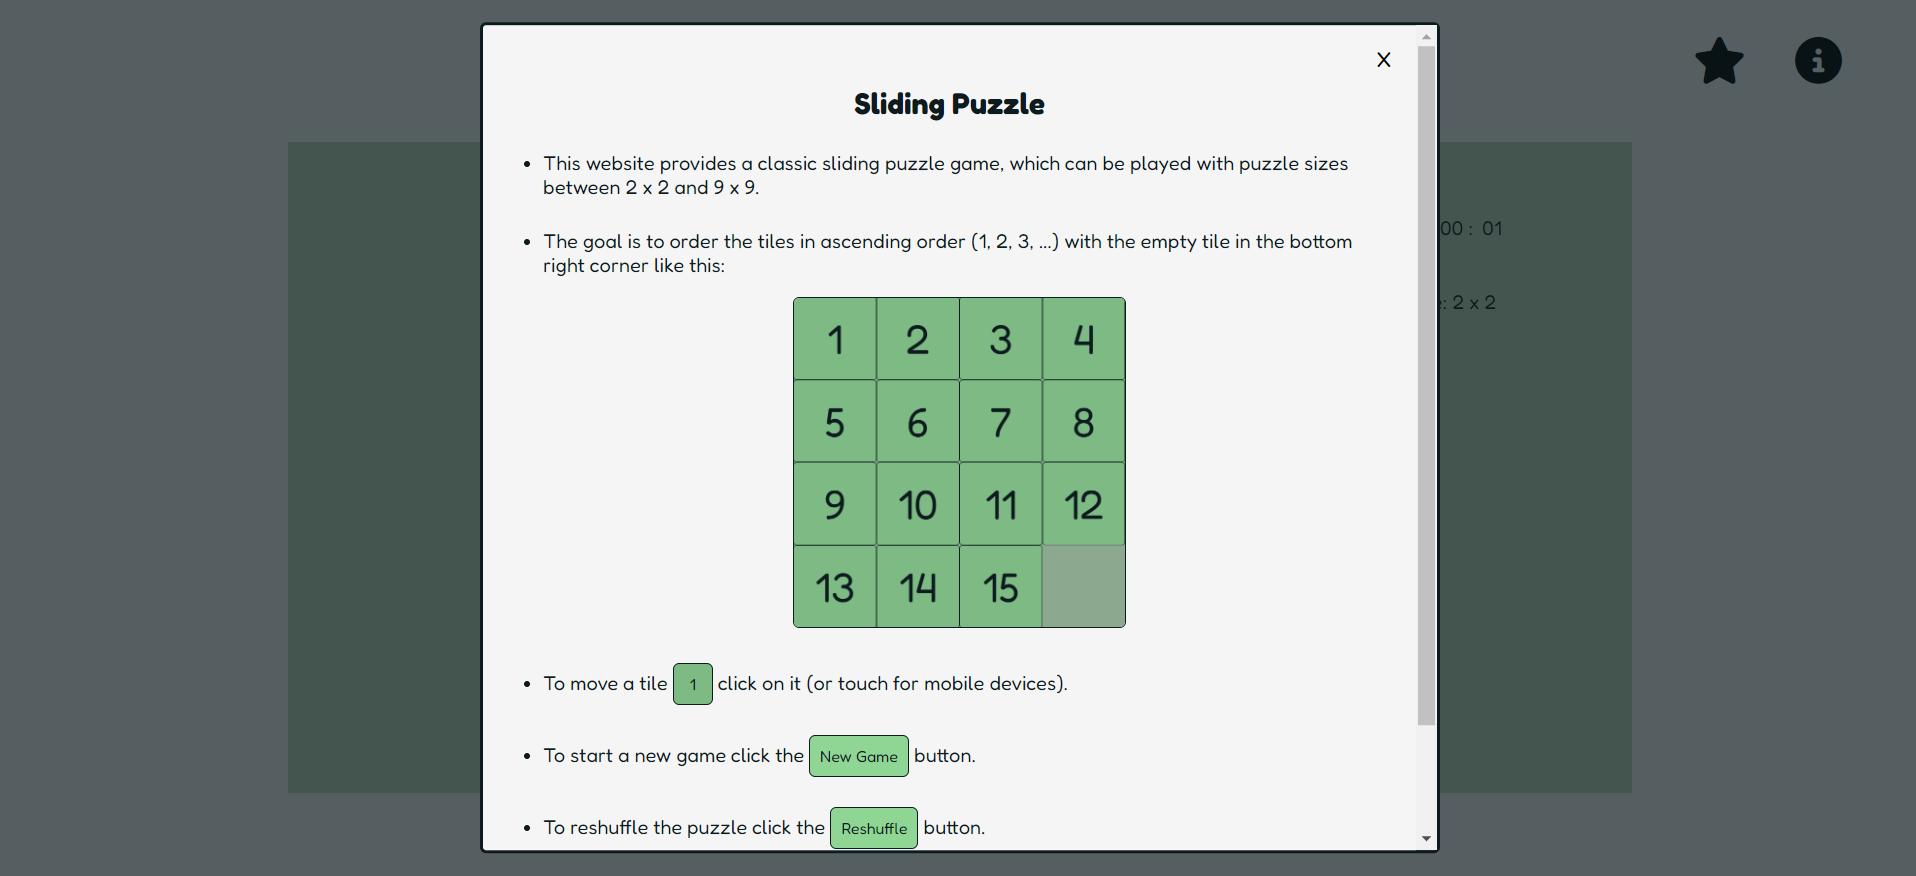 X
Sliding Puzzle
This website provides a classic sliding puzzle game, which can be played with puzzle sizes
between 2 x 2 and 9 x 9.
The goal is to order the tiles in ascending order (1, 2, 3, ...) with the empty tile in the bottom
right corner like this:
00 : 01
: 2 x 2
1 2 3 4
5 6 7 8
9 10 11 12
13 14 15
To move a tile 1 click on it (or touch for mobile devices).
To start a new game click the New Game button.
To reshuffle the puzzle click the Reshuffle button.